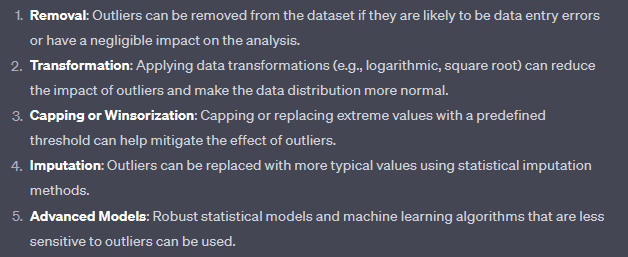 1. Removal: Outliers can be removed from the dataset if they are likely to be data entry errors
or have a negligible impact on the analysis.
2. Transformation: Applying data transformations (e.g., logarithmic, square root) can reduce
the impact of outliers and make the data distribution more normal.
3. Capping or Winsorization: Capping or replacing extreme values with a predefined
threshold can help mitigate the effect of outliers.
4. Imputation: Outliers can be replaced with more typical values using statistical imputation
methods.
5. Advanced Models: Robust statistical models and machine learning algorithms that are less
sensitive to outliers can be used.